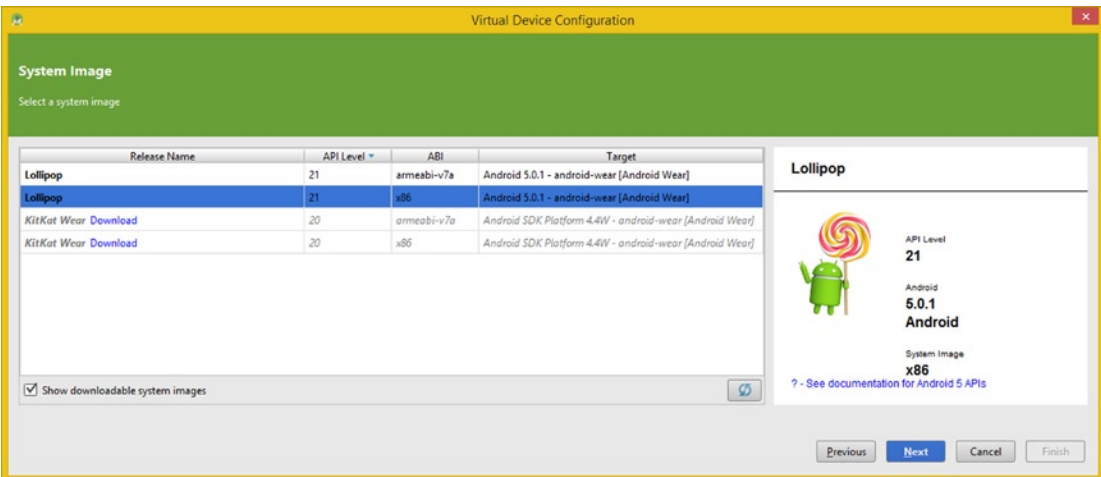 Virtual Device Configuration
System Image
Select a system image
Release Name API Level ABI Target
Lollipop 21 armeabi-v7a Android 5.0.1 - android-wear [Android Wear]
Lollipop 21 x86 Android 5.0.1 - android-wear [Android Wear]
KitKat Wear Download 20 armeabi-v7a Android SDK Platform 4.4W - android-wear [Android Wear]
KitKat Wear Download 20 x86 Android SDK Platform 4.4W - android-wear [Android Wear]
Show downloadable system images
Lollipop
API Level
21
Android
5.0.1
Android
System Image
x86
? - See documentation for Android 5 APIs
Previous Next Cancel Finish